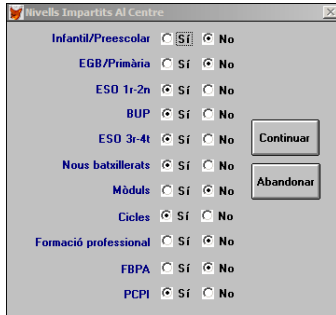 Nivells Impartits Al Centre
Infantil/Preescolar Sí No
EGB/Primària Sí No
ESO 1r-2n Sí No
BUP Sí No
ESO 3r-4t Sí No
Continuar
Nous batxillerats Sí No
Mòduls Sí No
Abandonar
Cicles Sí No
Formació professional Sí No
FBPA Sí No
PCPI Sí No